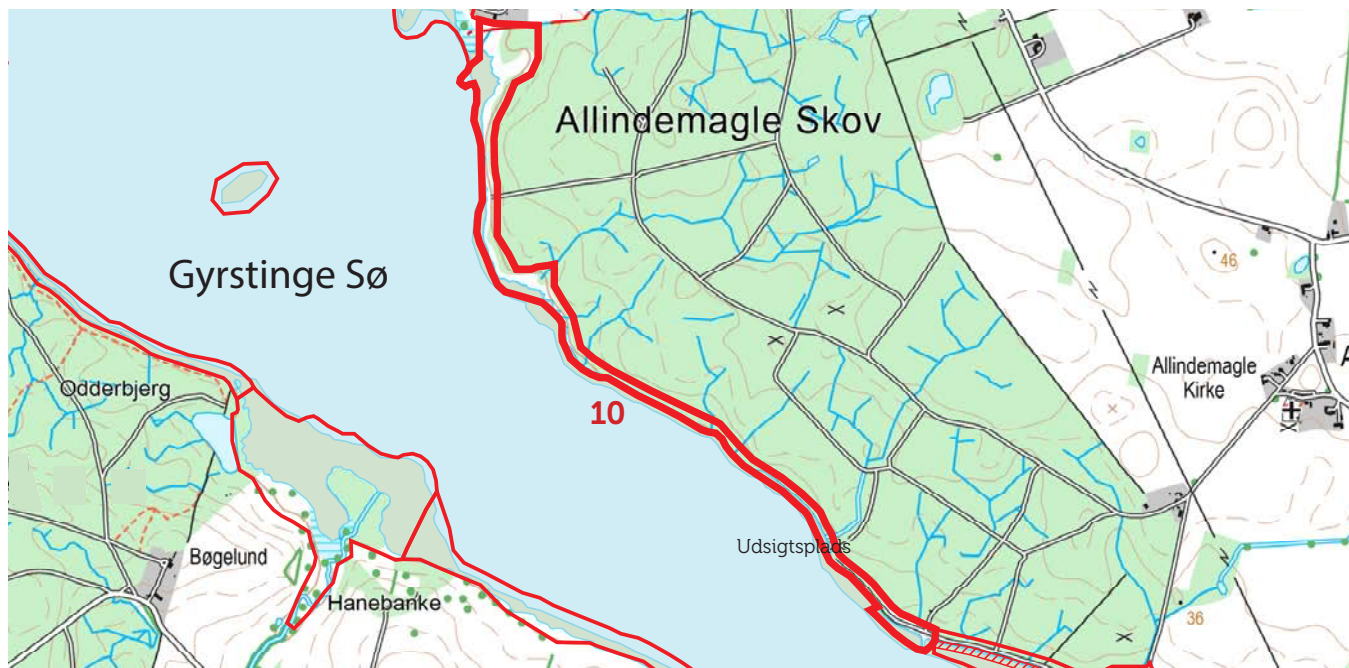 Allindemagle Skov
46
Gyrstinge Sø
Allindemagle
Kirke
A
Odderbjerg
10
Udsigtsplads
Bøgelund
Hanebanke
36